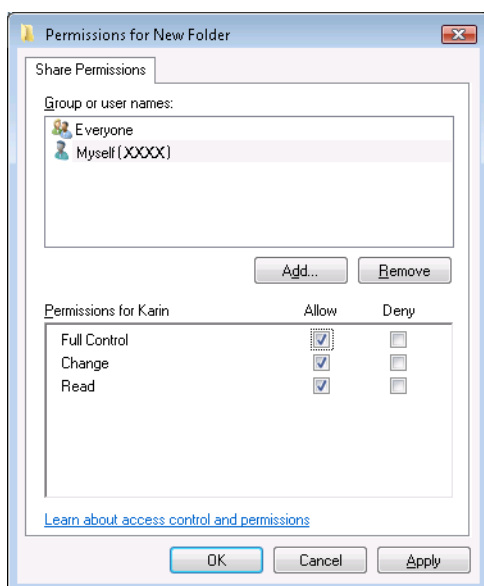 Permissions for New Folder
Share Permissions
Group or user names:
Everyone
Myself(XXXX)
Add... Remove
Permissions for Karin Allow Deny
Full Control
Change
Read
Learn about access control and permissions
OK Cancel Apply